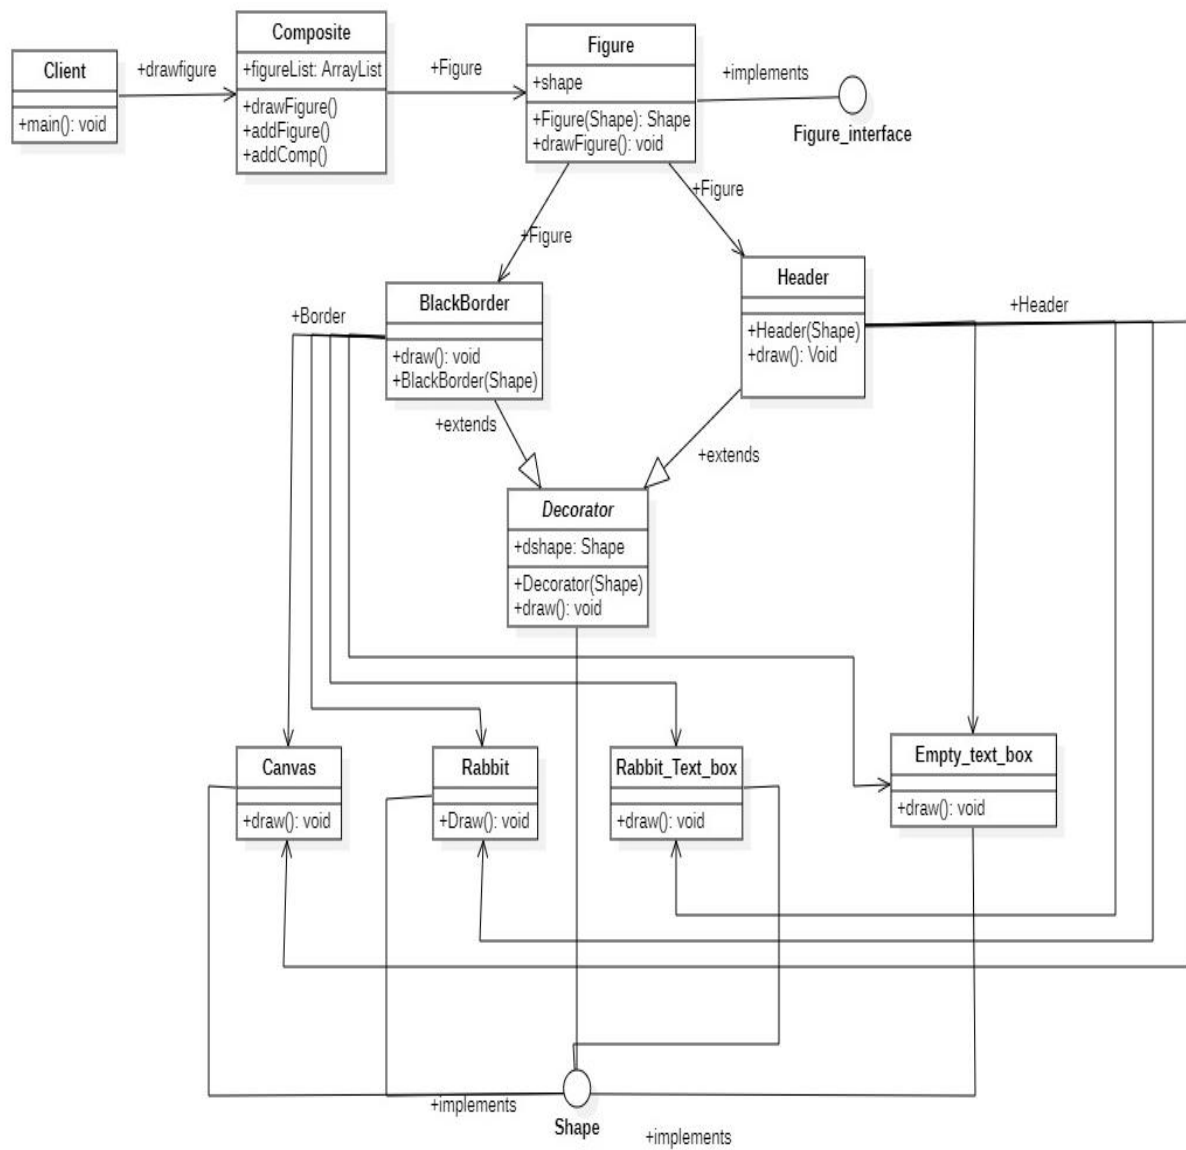 Client
+main(): void
+drawfigure
Composite
+figureList: ArrayList
+drawFigure()
+addFigure()
+addComp()
+Figure
Figure
+shape
+Figure(Shape): Shape
+drawFigure(): void
+implements
Figure_interface
+Figure
+Figure
BlackBorder
+draw(): void
+BlackBorder(Shape)
+Border
Header
+Header(Shape)
+draw(): Void
+Header
+extends
+extends
Decorator
+dshape: Shape
+Decorator(Shape)
+draw(): void
Canvas
+draw(): void
Rabbit
+Draw(): void
Rabbit_Text_box
+draw(): void
Empty_text_box
+draw(): void
+implements
Shape
+implements